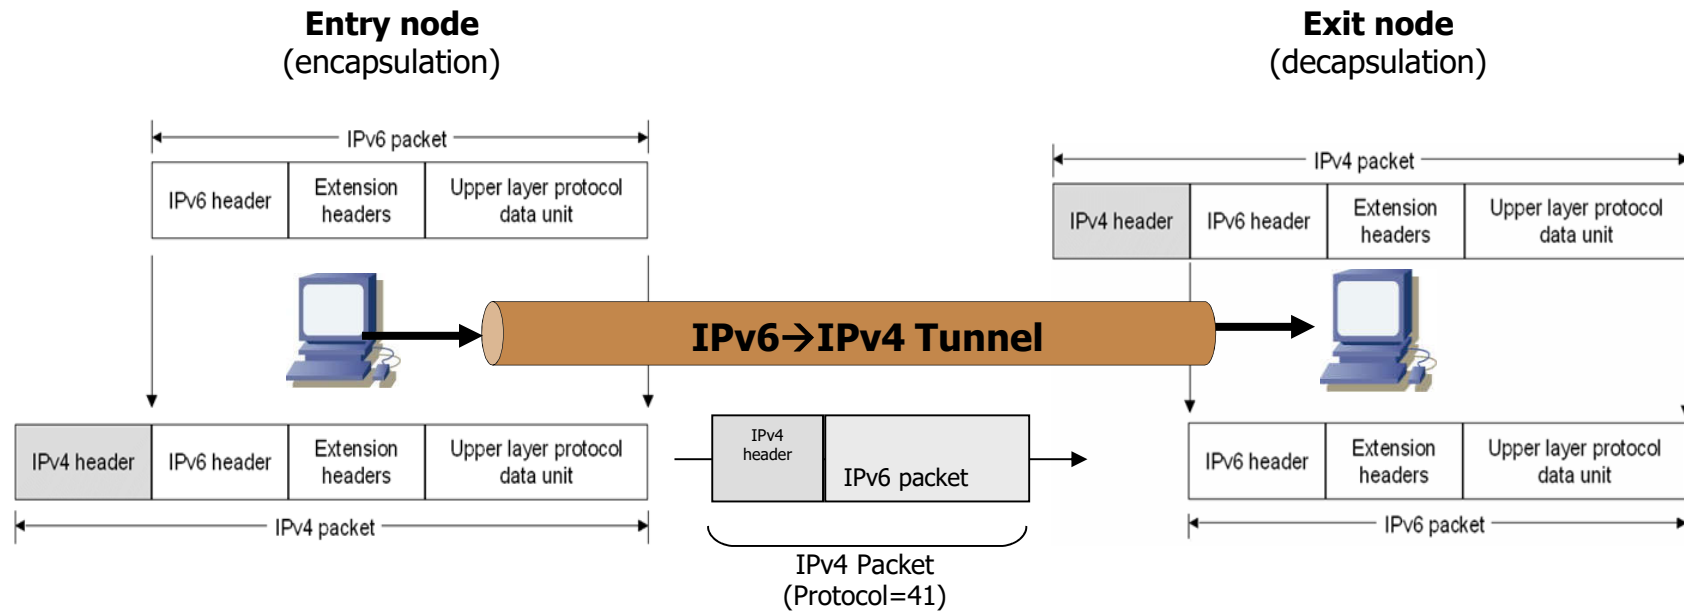 Entry node
(encapsulation)
Exit node
(decapsulation)
IPv6 packet
IPv6 header
Extension
headers
Upper layer protocol
data unit
IPv4 packet
IPv4 header
IPv6 header
Extension
headers
Upper layer protocol
data unit
IPv6→IPv4 Tunnel
IPv4 header
IPv6 header
Extension
headers
Upper layer protocol
data unit
IPv4 packet
IPv4
header
IPv6 packet
IPv4 Packet
(Protocol=41)
IPv6 header
Extension
headers
Upper layer protocol
data unit
IPv6 packet